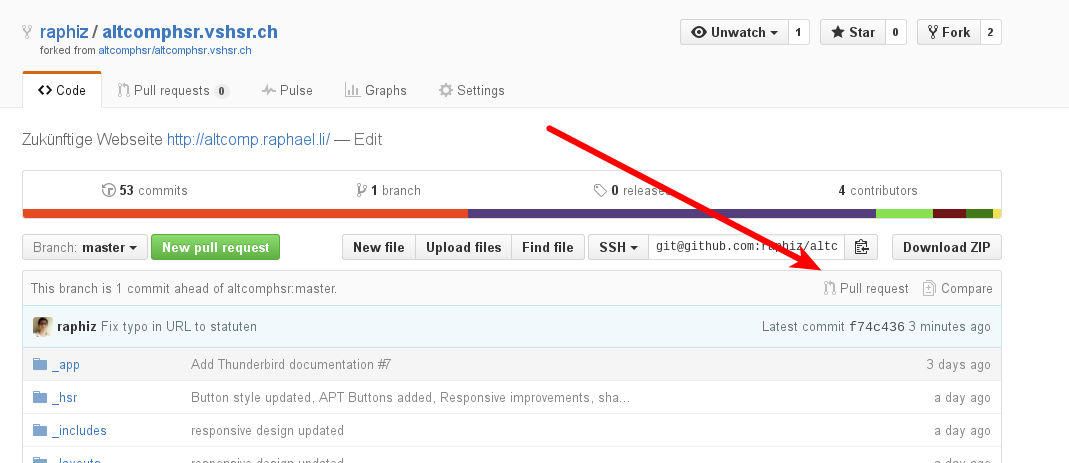 raphiz / altcomphsr.vshsr.ch
Unwatch 1 Star 0 Fork 2
forked from altcomphsr/altcomphsr.vshsr.ch
Code Pull requests 0 Pulse Graphs Settings
Zukünftige Webseite http://altcomp.raphael.li/ — Edit
53 commits 1 branch 0 releases 4 contributors
Branch: master New pull request New file Upload files Find file SSH git@github.com:raphiz/altc Download ZIP
This branch is 1 commit ahead of altcomphsr:master. Pull request Compare
raphiz Fix typo in URL to statuten Latest commit f74c436 3 minutes ago
_app Add Thunderbird documentation #7 3 days ago
_hsr Button style updated, APT Buttons added, Responsive improvements, sha... a day ago
_includes responsive design updated a day ago
_layouts responsive design updated a day ago